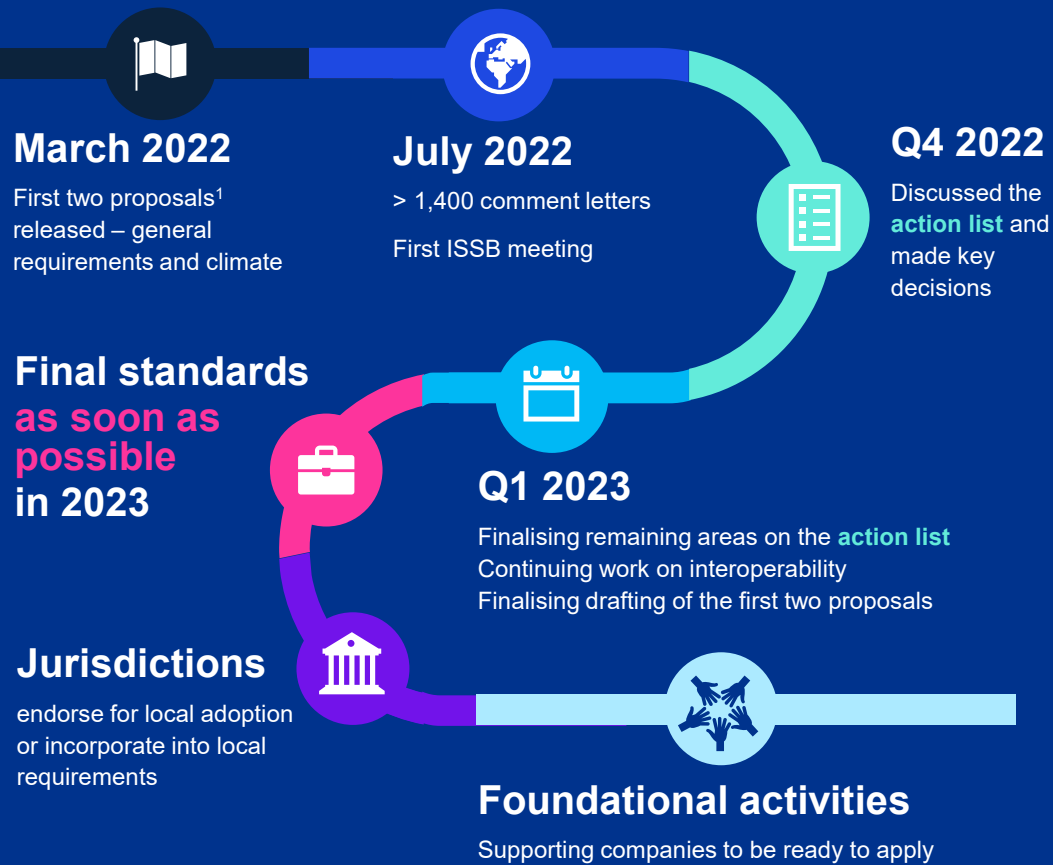 March 2022
First two proposals¹
released – general
requirements and climate
July 2022
> 1,400 comment letters
First ISSB meeting
Q4 2022
Discussed the
action list and
made key
decisions
Q1 2023
Finalising remaining areas on the action list
Continuing work on interoperability
Finalising drafting of the first two proposals
Final standards
as soon as
possible
in 2023
Jurisdictions
endorse for local adoption
or incorporate into local
requirements
Foundational activities
Supporting companies to be ready to apply